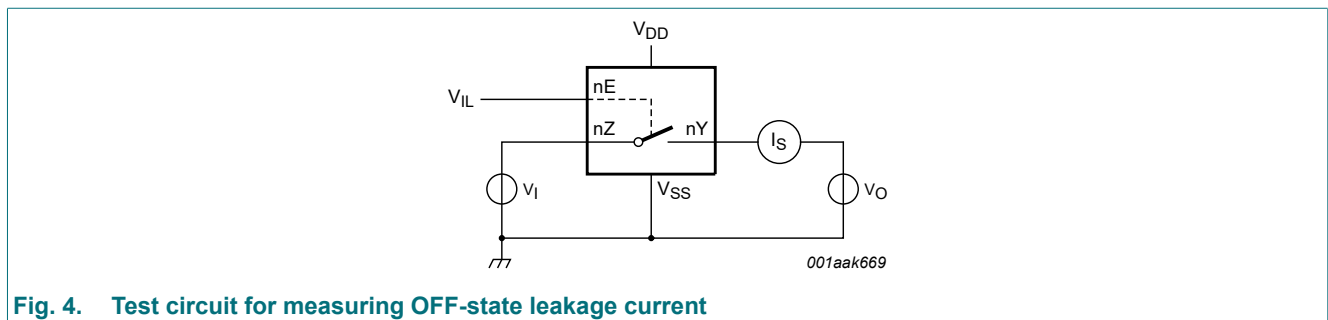 VDD
nE
VIL
nZ
nY
IS
VI
VSS
VO
001aak669
Fig. 4. Test circuit for measuring OFF-state leakage current